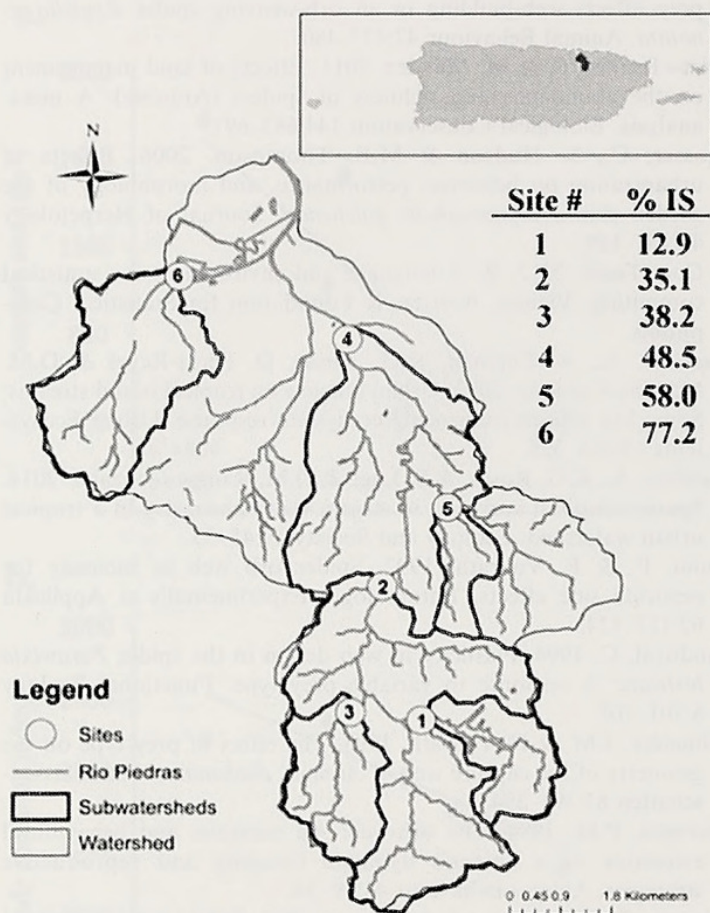 N
Site # % IS
1 12.9
2 35.1
3 38.2
4 48.5
5 58.0
6 77.2
6
4
5
2
3
1
Legend
Sites
Rio Piedras
Subwatersheds
Watershed
0 0.45 0.9 1.8 Kilometers